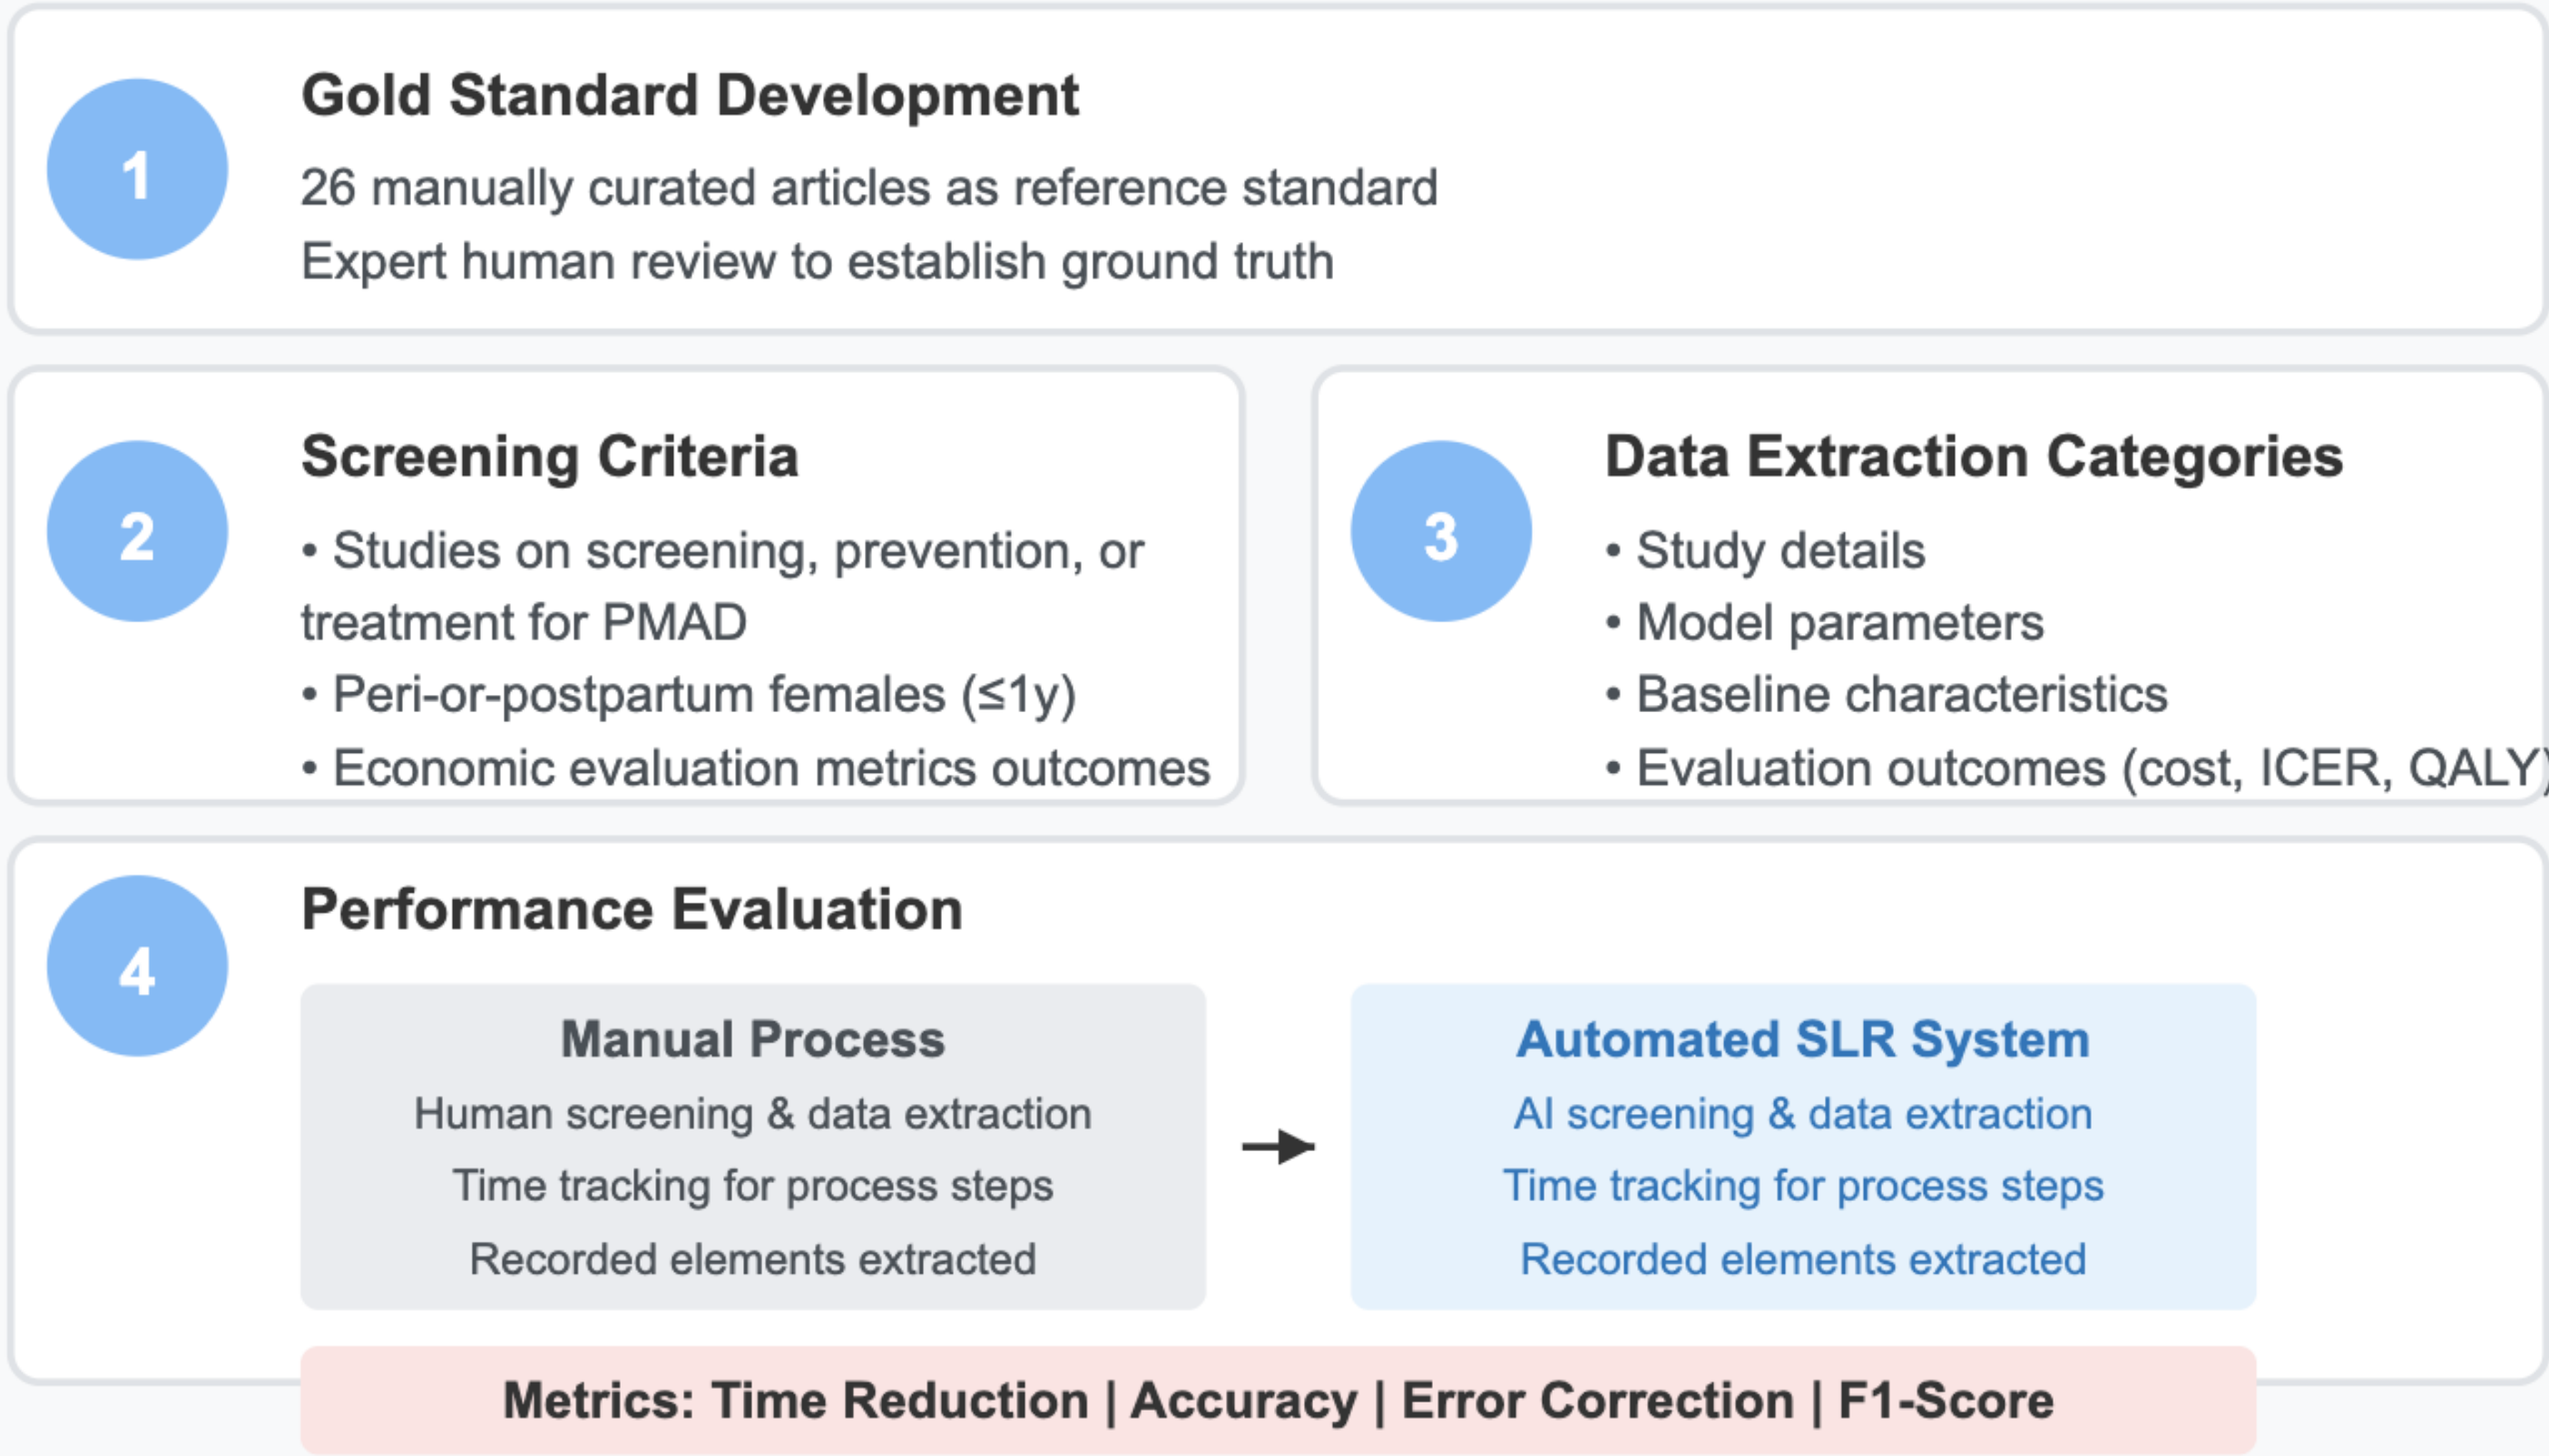 1
Gold Standard Development
26 manually curated articles as reference standard
Expert human review to establish ground truth
2
Screening Criteria
• Studies on screening, prevention, or
treatment for PMAD
• Peri-or-postpartum females (≤1y)
• Economic evaluation metrics outcomes
3
Data Extraction Categories
• Study details
• Model parameters
• Baseline characteristics
• Evaluation outcomes (cost, ICER, QALY)
4
Performance Evaluation
Manual Process
Human screening & data extraction
Time tracking for process steps
Recorded elements extracted
Automated SLR System
AI screening & data extraction
Time tracking for process steps
Recorded elements extracted
Metrics: Time Reduction | Accuracy | Error Correction | F1-Score